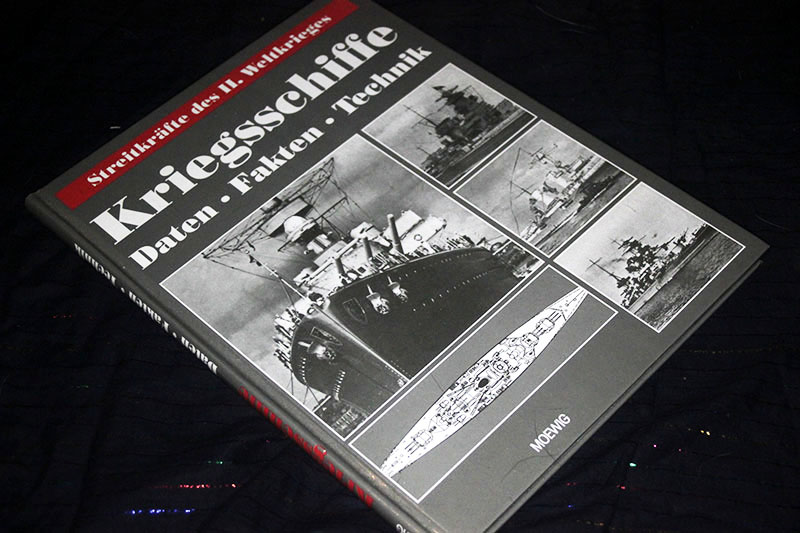 Streitkräfte des II. Weltkrieges
Kriegsschiffe
Daten • Fakten • Technik
MOEWIG
Daten • Fakten • Technik